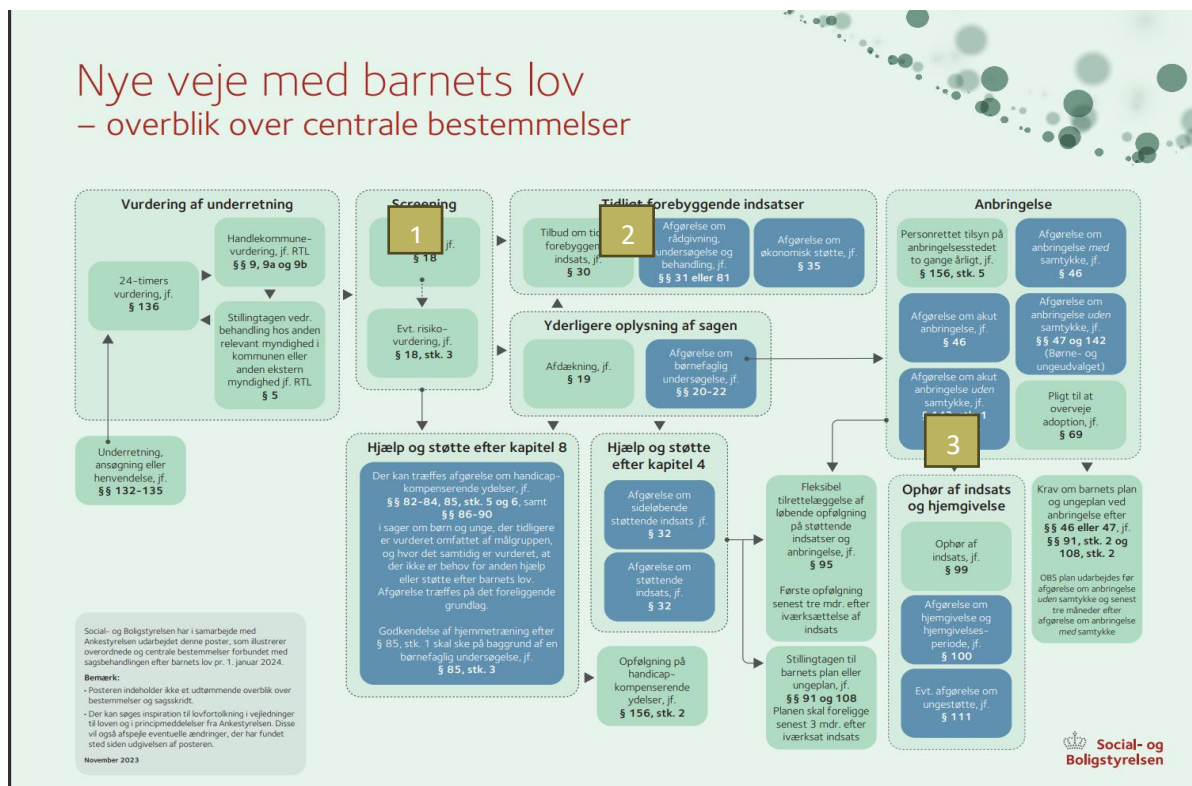 Nye veje med barnets lov
– overblik over centrale bestemmelser
Vurdering af underretning
Handlekommune-
vurdering, jf. RTL
§§ 9, 9a og 9b
24-timers
vurdering, jf.
§ 136
Stillingtagen vedr.
behandling hos anden
relevant myndighed i
kommunen eller
anden ekstern
myndighed jf. RTL
§ 5
Underretning,
ansøgning eller
henvendelse, jf.
§§ 132-135
Screening
1
jf.
§ 18
Evt. risiko-
vurdering, jf.
§ 18, stk. 3
Tidligt forebyggende indsatser
2
Tilbud om
indsats, jf.
§ 30
Afgørelse om
rådgivning,
undersøgelse og
behandling, jf.
§§ 31 eller 81
Afgørelse om
økonomisk støtte, jf.
§ 35
Yderligere oplysning af sagen
Afdækning, jf.
§ 19
Afgørelse om
børnefaglig
undersøgelse, jf.
§§ 20-22
Anbringelse
Personrettet tilsyn på
anbringelsesstedet
to gange årligt, jf.
§ 156, stk. 5
Afgørelse om
anbringelse med
samtykke, jf.
§ 46
Afgørelse om akut
anbringelse, jf.
§ 46
Afgørelse om
anbringelse uden
samtykke, jf.
§§ 47 og 142
(Børne- og
ungeudvalget)
Afgørelse om akut
anbringelse uden
samtykke, jf.
3
Pligt til at
overveje
adoption, jf.
§ 69
Hjælp og støtte efter kapitel 8
Der kan træffes afgørelse om handicap-
kompenserende ydelser, jf.
§§ 82-84, 85, stk. 5 og 6, samt
§§ 86-90
i sager om børn og unge, der tidligere
er vurderet omfattet af målgruppen,
og hvor det samtidig er vurderet, at
der ikke er behov for anden hjælp
eller støtte efter barnets lov.
Afgørelse træffes på det foreliggende
grundlag.
Godkendelse af hjemmetræning efter
§ 85, stk. 1 skal ske på baggrund af en
børnefaglig undersøgelse, jf.
§ 85, stk. 3
Hjælp og støtte
efter kapitel 4
Afgørelse om
sideløbende
støttende indsats jf.
§ 32
Afgørelse om
støttende
indsats, jf.
§ 32
Opfølgning på
handicap-
kompenserende
ydelser, jf.
§ 156, stk. 2
Fleksibel
tilrettelæggelse af
løbende opfølgning
på støttende
indsatser og
anbringelse, jf.
§ 95
Første opfølgning
senest tre mdr. efter
iværksættelse af
indsats
Stillingtagen til
barnets plan eller
ungeplan, jf.
§§ 91 og 108
Planen skal foreligge
senest 3 mdr. efter
iværksat indsats
Ophør af indsats
og hjemgivelse
Ophør af
indsats, jf.
§ 99
Afgørelse om
hjemgivelse og
hjemgivelses-
periode, jf.
§ 100
Evt. afgørelse om
ungestøtte, jf.
§ 111
Krav om barnets plan
og ungeplan ved
anbringelse efter
§§ 46 eller 47, jf.
§§ 91, stk. 2 og
108, stk. 2
OBS plan udarbejdes før
afgørelse om anbringelse
uden samtykke og senest
tre måneder efter
afgørelse om anbringelse
med samtykke
Social- og Boligstyrelsen har i samarbejde med
Ankestyrelsen udarbejdet denne poster, som illustrerer
overordnede og centrale bestemmelser forbundet med
sagsbehandlingen efter barnets lov pr. 1. januar 2024.
Bemærk:
• Posteren indeholder ikke et udtømmende overblik over
bestemmelser og sagsskridt.
• Der kan søges inspiration til lovfortolkning i vejledninger
til loven og i principmeddelelser fra Ankestyrelsen. Disse
vil også afspejle eventuelle ændringer, der har fundet
sted siden udgivelsen af posteren.
November 2023
Social- og
Boligstyrelsen